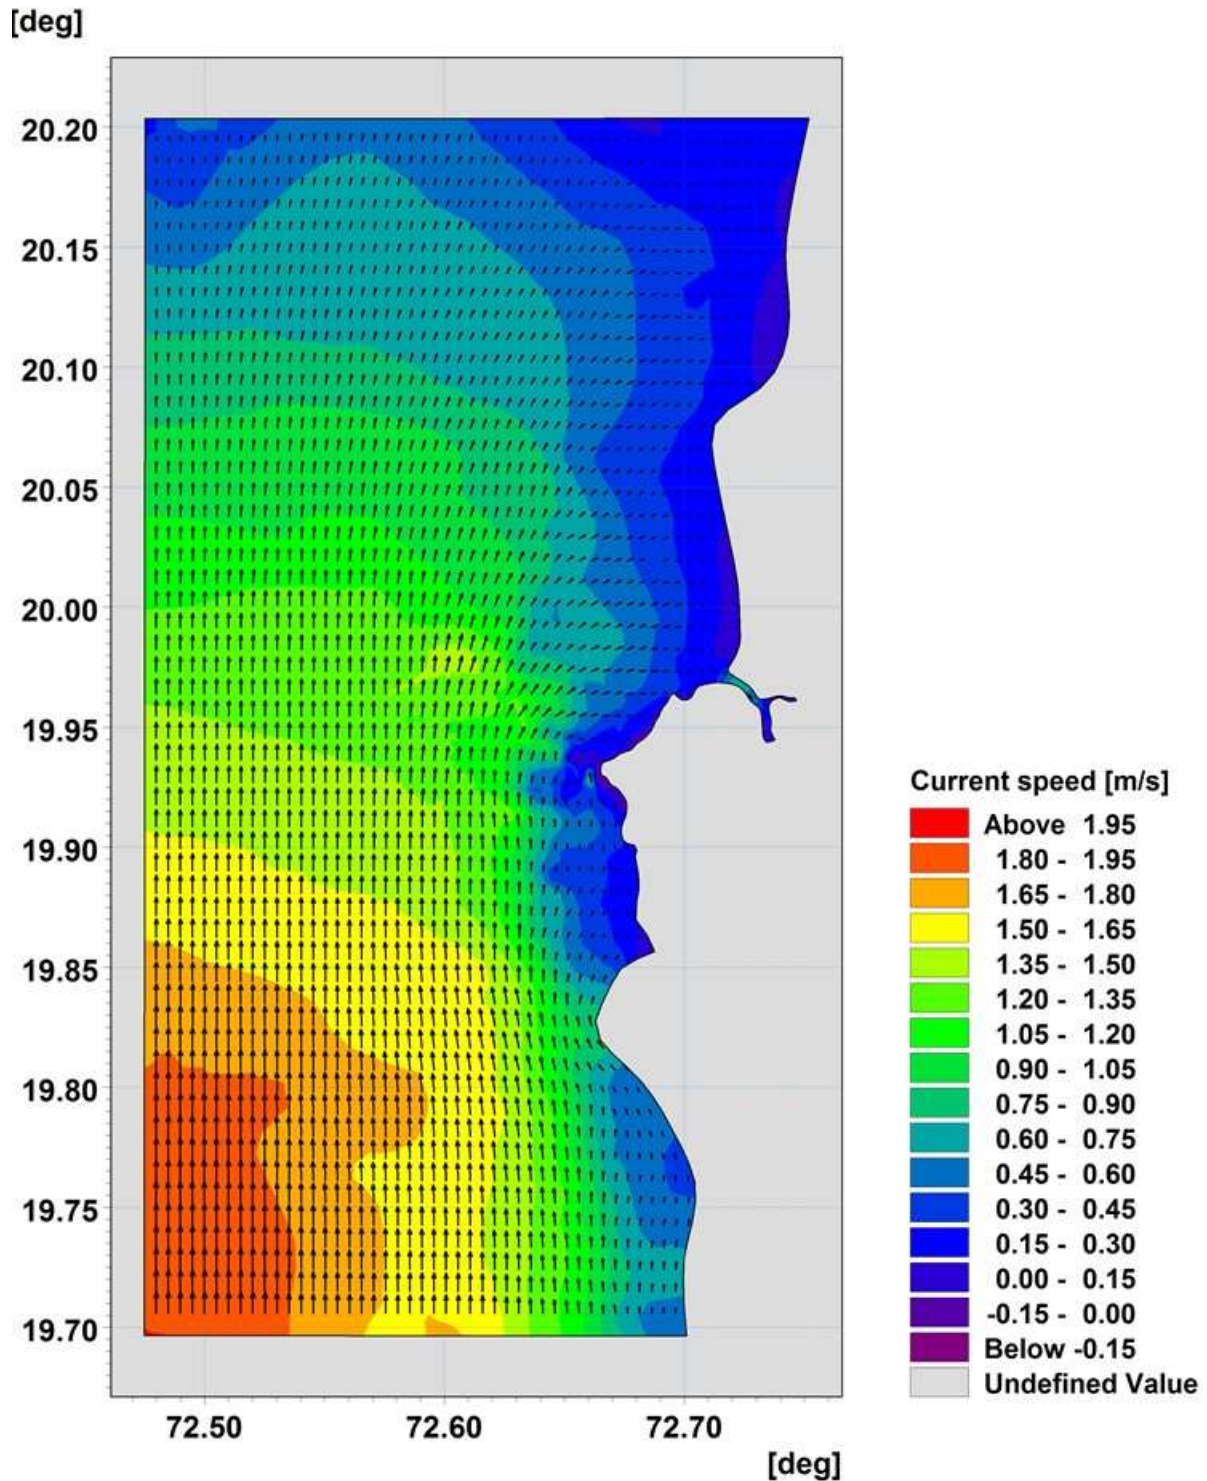 [deg]
20.20
20.15
20.10
20.05
20.00
19.95
19.90
19.85
19.80
19.75
19.70
72.50 72.60 72.70
[deg]
Current speed [m/s]
Above 1.95
1.80 - 1.95
1.65 - 1.80
1.50 - 1.65
1.35 - 1.50
1.20 - 1.35
1.05 - 1.20
0.90 - 1.05
0.75 - 0.90
0.60 - 0.75
0.45 - 0.60
0.30 - 0.45
0.15 - 0.30
0.00 - 0.15
-0.15 - 0.00
Below -0.15
Undefined Value